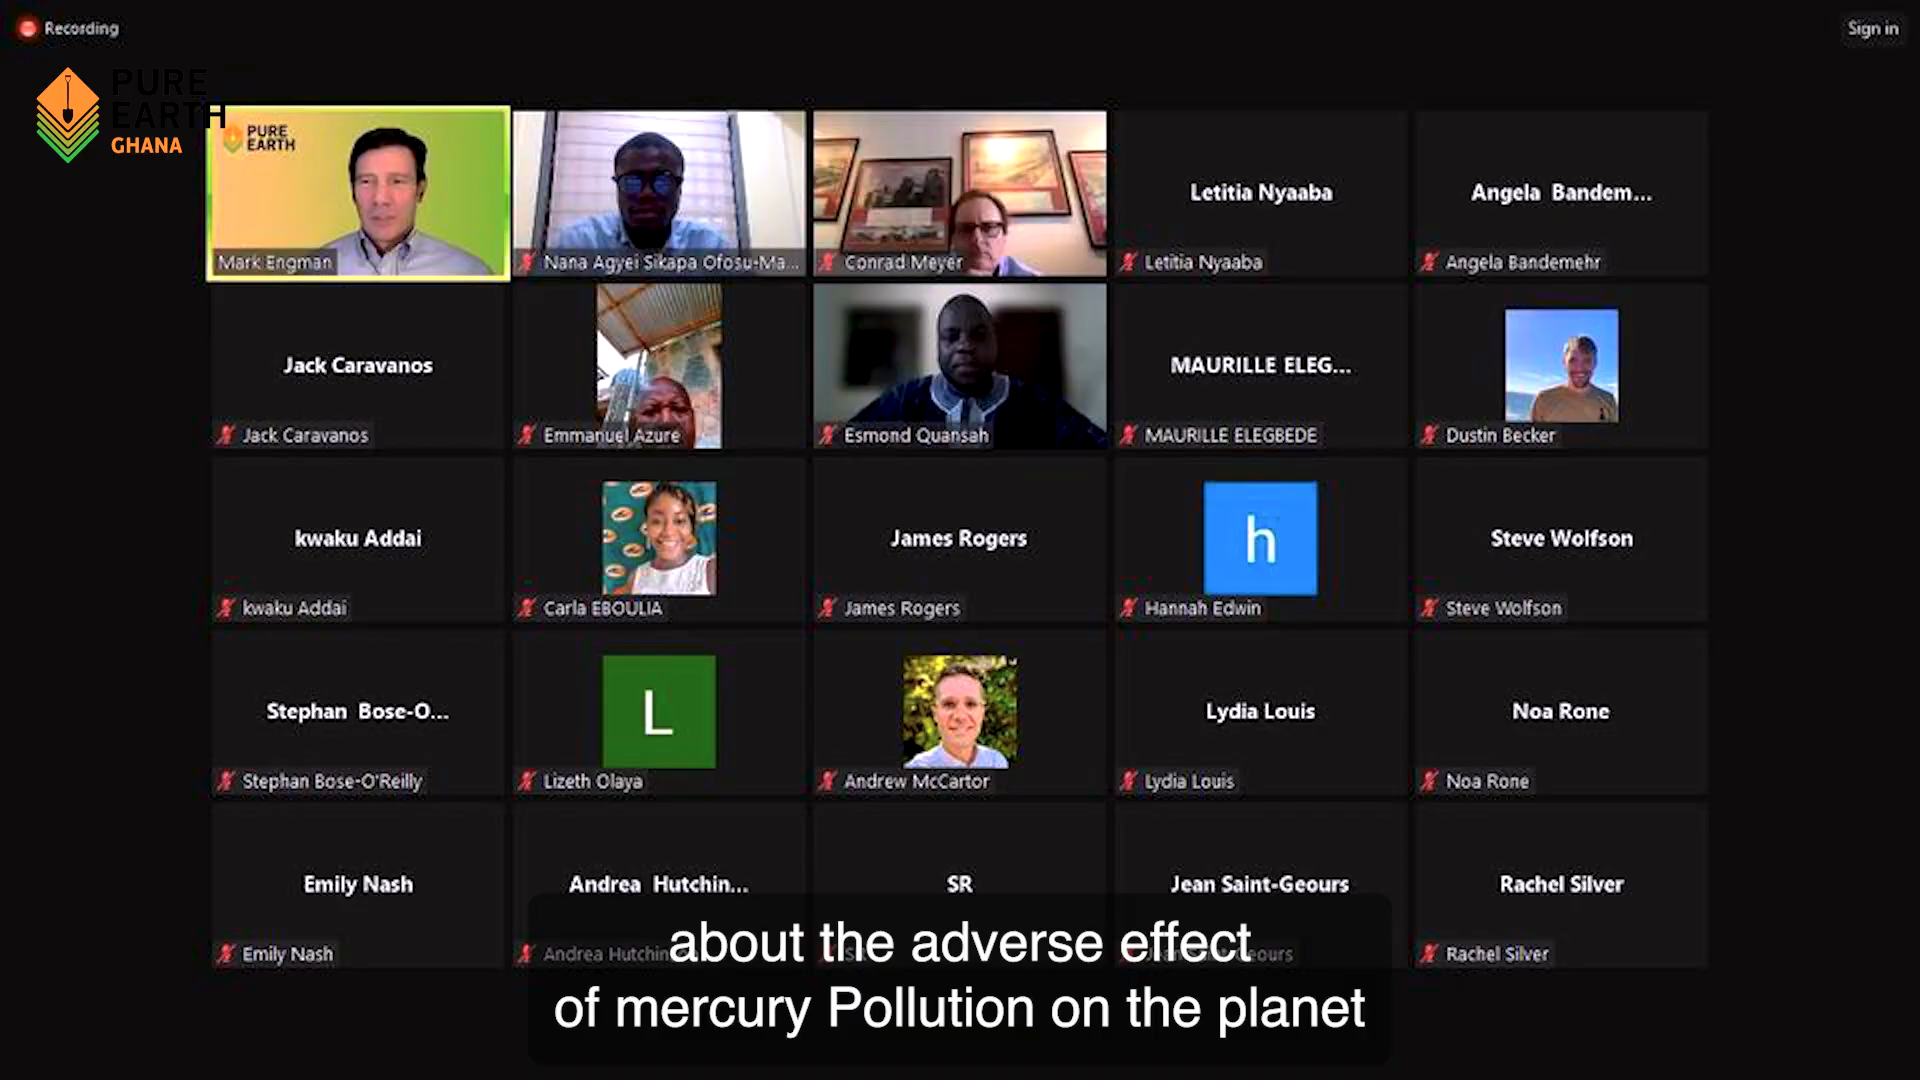 Recording
Sign in
PURE
EARTH
GHANA
PURE
EARTH
Mark Engman
Nana Agyei Sikapa Ofosu-Ma...
Conrad Meyer
Letitia Nyaaba
Letitia Nyaaba
Angela Bandem...
Angela Bandemehr
Jack Caravanos
Jack Caravanos
Emmanuel Azure
Esmond Quansah
MAURILLE ELEG...
MAURILLE ELEGBEDE
Dustin Becker
kwaku Addai
kwaku Addai
Carla EBOULIA
James Rogers
James Rogers
h
Hannah Edwin
Steve Wolfson
Steve Wolfson
Stephan Bose-O...
Stephan Bose-O'Reilly
L
Lizeth Olaya
Andrew McCartor
Lydia Louis
Lydia Louis
Noa Rone
Noa Rone
Emily Nash
Emily Nash
Andrea Hutchin...
SR
Jean Saint-Geours
Rachel Silver
Rachel Silver
about the adverse effect
of mercury Pollution on the planet